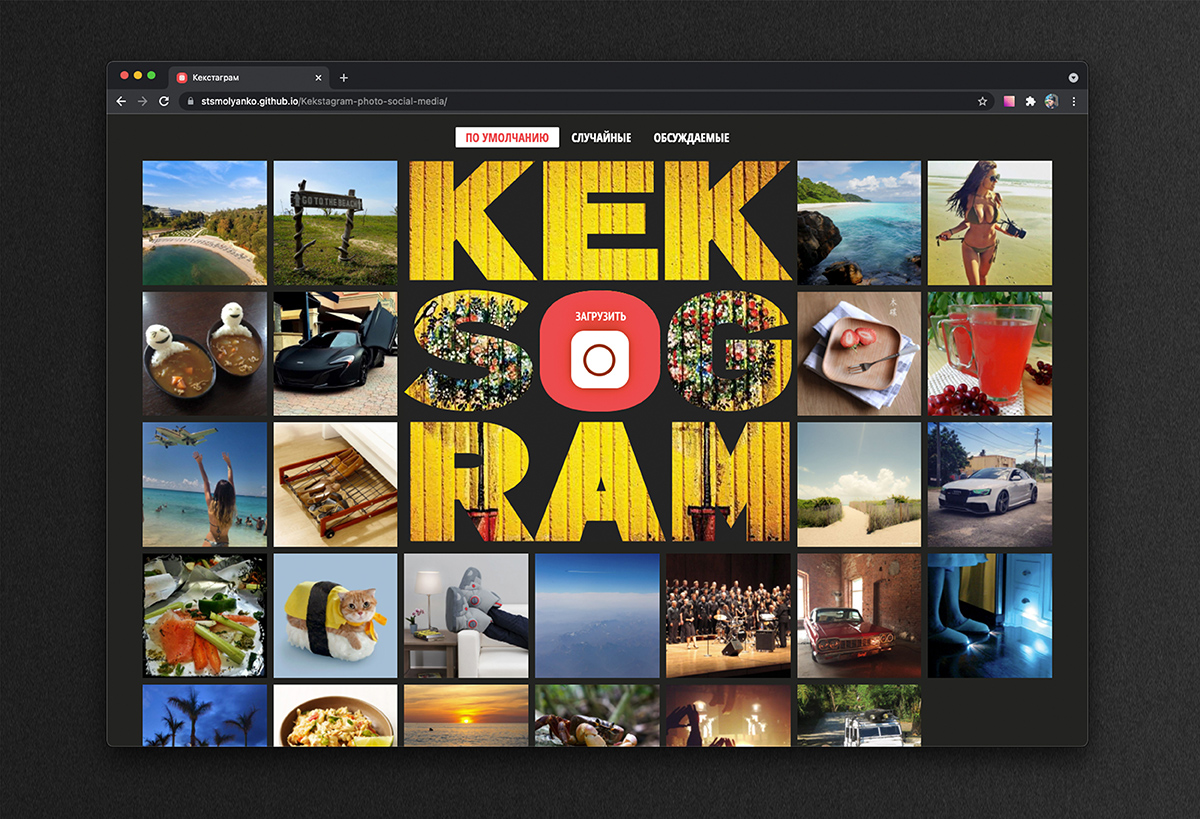 Кекстаграм
stsmolyanko.github.io/Kekstagram-photo-social-media/
ПО УМОЛЧАНИЮ СЛУЧАЙНЫЕ ОБСУЖДАЕМЫЕ
GO TO THE BEACH
KEK
S G
ЗАГРУЗИТЬ
RAM